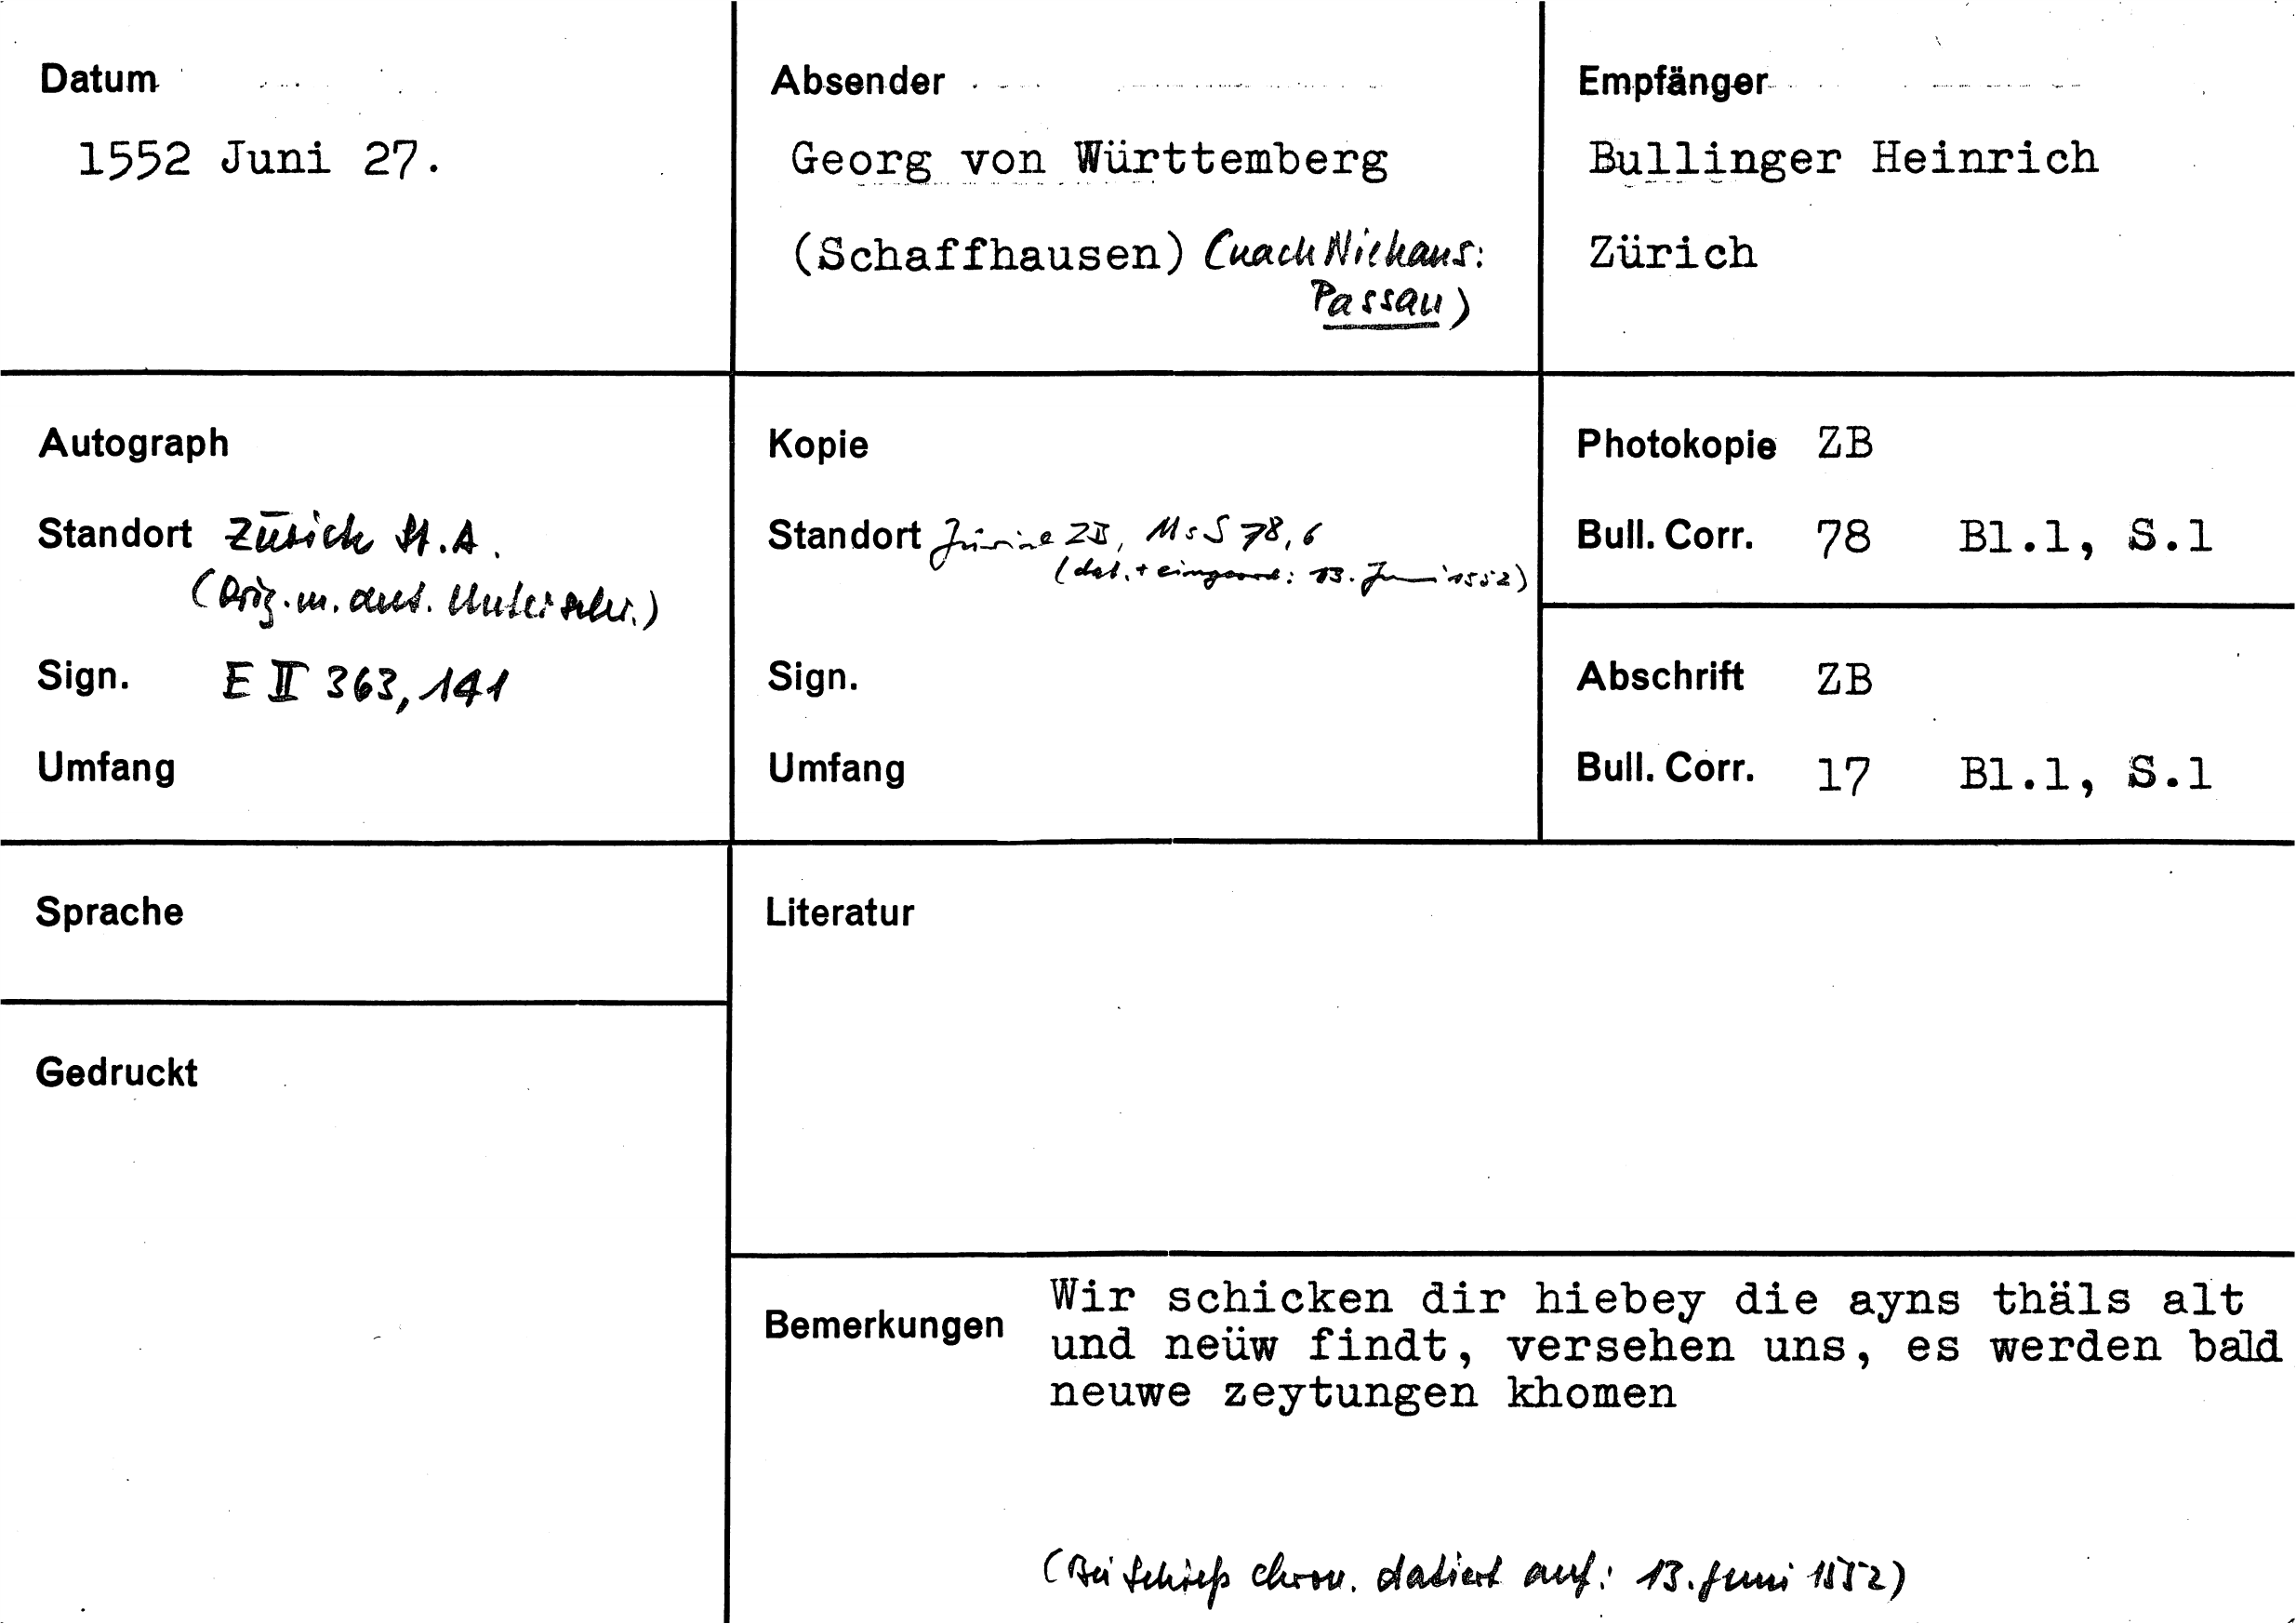 Datum
1552 Juni 27.
Absender
Georg von Württemberg
(Schaffhausen) (nach Niehans:
Passau)
Empfänger
Bullinger Heinrich
Zürich
Autograph
Standort Zürich St.A.
(Orig. m. aut. Unterschr.)
Sign. E II 363, 141
Umfang
Kopie
Standort Zürich ZB, Ms S 78, 6
(dat. + eingeord.: 13. Juni 1552)
Sign.
Umfang
Photokopie ZB
Bull. Corr. 78 Bl.1, S.1
Abschrift ZB
Bull. Corr. 17 Bl.1, S.1
Sprache
Gedruckt
Literatur
Bemerkungen
Wir schicken dir hiebey die ayns thäls alt
und neüw findt, versehen uns, es werden bald
neuwe zeytungen khomen
(Bei Schieß chron. datiert auf: 13. Juni 1552)